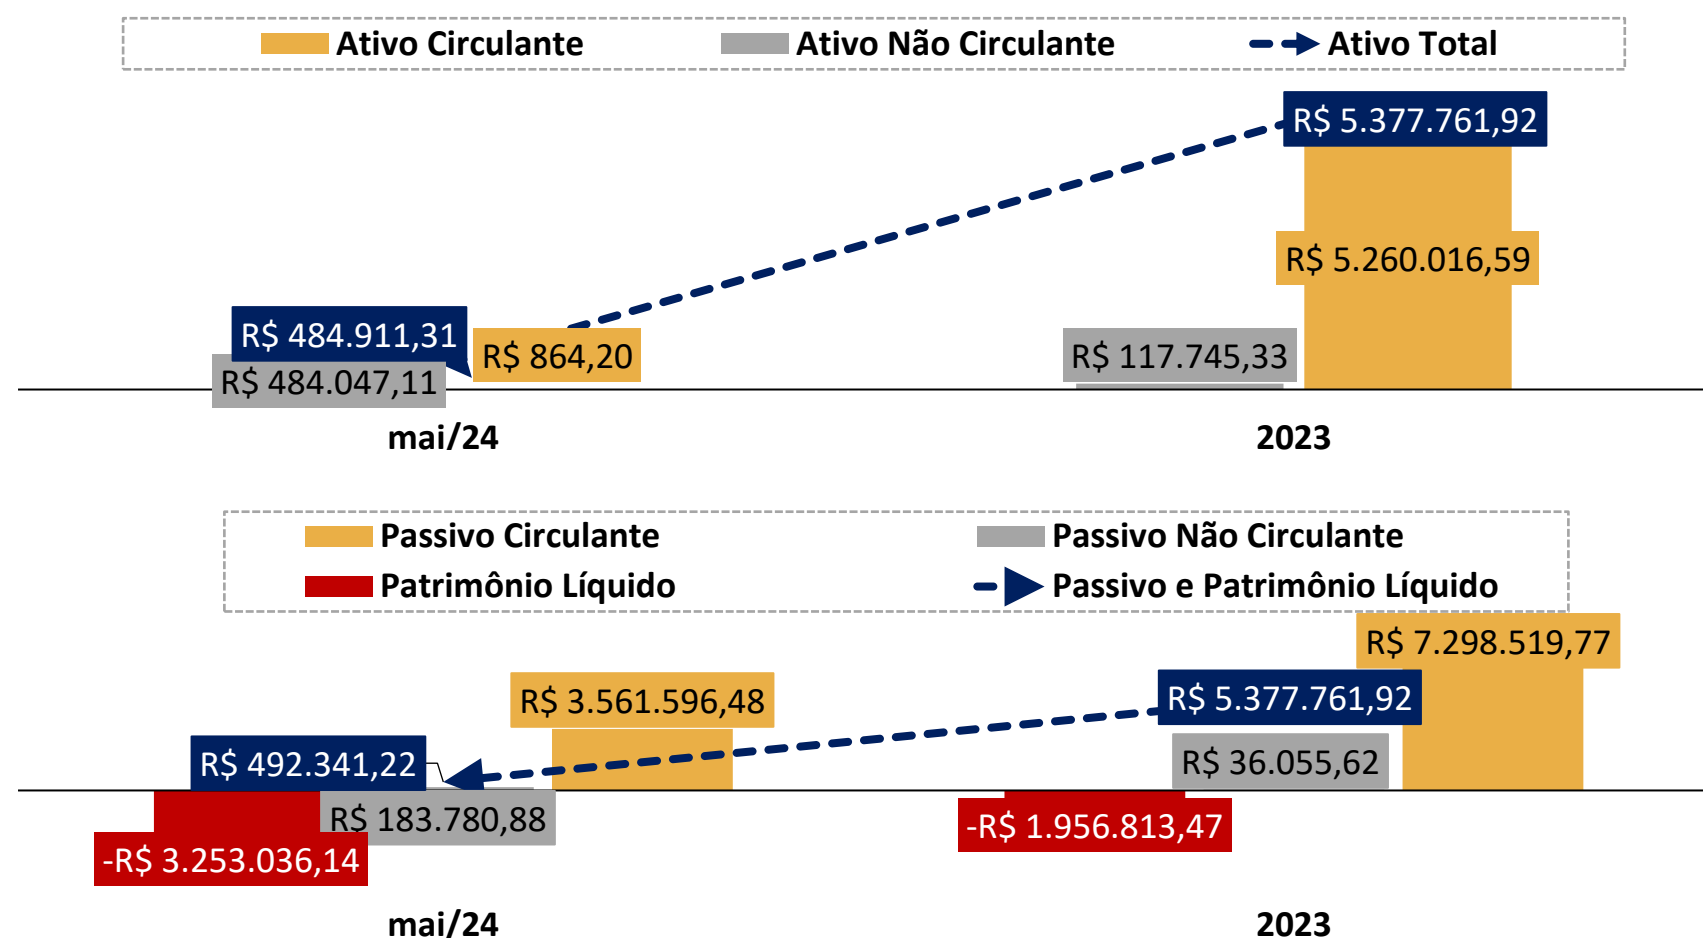 Ativo Circulante Ativo Não Circulante Ativo Total
R$ 5.377.761,92
R$ 5.260.016,59
R$ 484.911,31
R$ 864,20
R$ 117.745,33
R$ 484.047,11
mai/24 2023
Passivo Circulante Passivo Não Circulante
Patrimônio Líquido Passivo e Patrimônio Líquido
R$ 7.298.519,77
R$ 3.561.596,48
R$ 5.377.761,92
R$ 492.341,22
R$ 36.055,62
R$ 183.780,88
-R$ 1.956.813,47
-R$ 3.253.036,14
mai/24 2023